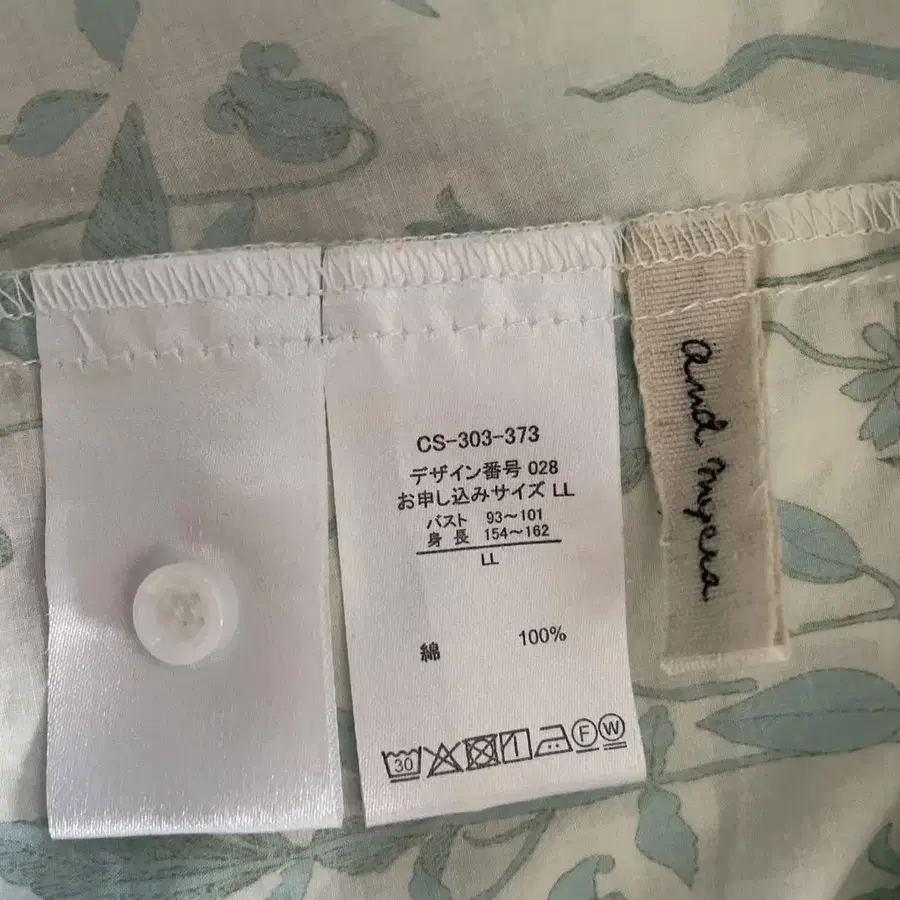 CS-303-373
デザイン番号 028
お申し込みサイズ LL
バスト 93〜101
身 長 154〜162
LL
綿 100%
30
F W
and myera